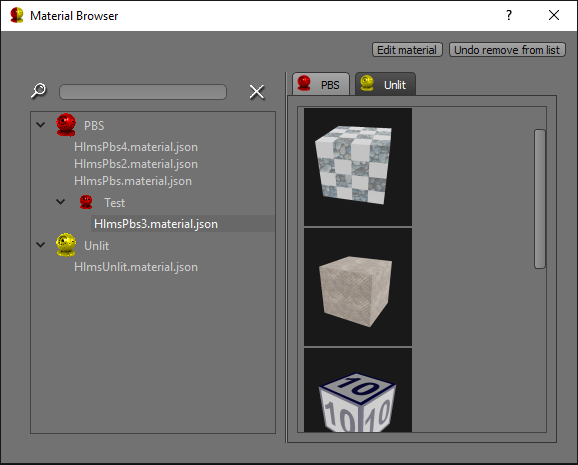 Material Browser
?
Edit material
Undo remove from list
PBS
HlmsPbs4.material.json
HlmsPbs2.material.json
HlmsPbs.material.json
Test
HlmsPbs3.material.json
Unlit
HlmsUnlit.material.json
PBS
Unlit
10
10
10